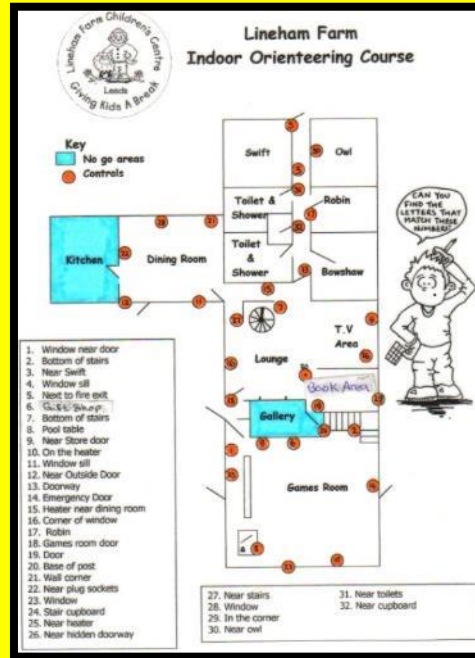 Lineham Farm Children's Centre
Leeds
Giving Kids A Break
Lineham Farm
Indoor Orienteering Course
Key
No go areas
Controls
Swift
Owl
Toilet &
Shower
Robin
Toilet &
Shower
Bowshaw
Kitchen
Dining Room
CAN YOU
FIND THE
LETTERS THAT
MATCH THESE
NUMBERS?
T.V
Area
Lounge
Book Area
Gallery
Games Room
1. Window near door
2. Bottom of stairs
3. Near Swift
4. Window sill
5. Next to fire exit
6. Gift Shop
7. Bottom of stairs
8. Pool table
9. Near Store door
10. On the heater
11. Window sill
12. Near Outside Door
13. Doorway
14. Emergency Door
15. Heater near dining room
16. Corner of window
17. Robin
18. Games room door
19. Door
20. Base of post
21. Wall corner
22. Near plug sockets
23. Window
24. Stair cupboard
25. Near heater
26. Near hidden doorway
27. Near stairs
28. Window
29. In the corner
30. Near owl
31. Near toilets
32. Near cupboard